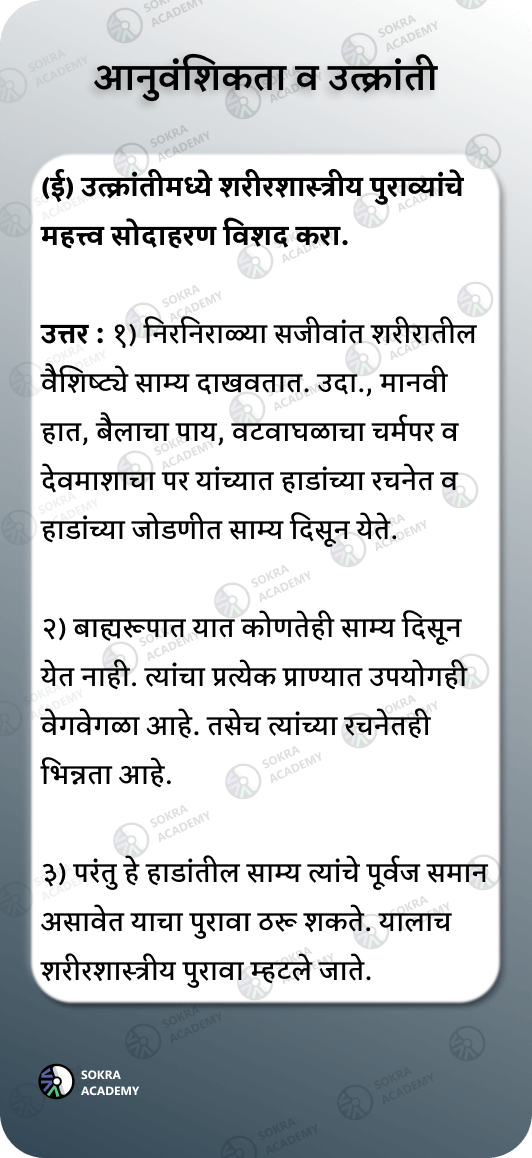 आनुवंशिकता व उत्क्रांती
(ई) उत्क्रांतीमध्ये शरीरशास्त्रीय पुराव्यांचे
महत्त्व सोदाहरण विशद करा.
उत्तर : १) निरनिराळ्या सजीवांत शरीरातील
वैशिष्ट्ये साम्य दाखवतात. उदा., मानवी
हात, बैलाचा पाय, वटवाघळाचा चर्मपर व
देवमाशाचा पर यांच्यात हाडांच्या रचनेत व
हाडांच्या जोडणीत साम्य दिसून येते.
२) बाह्यरूपात यात कोणतेही साम्य दिसून
येत नाही. त्यांचा प्रत्येक प्राण्यात उपयोगही
वेगवेगळा आहे. तसेच त्यांच्या रचनेतही
भिन्नता आहे.
३) परंतु हे हाडांतील साम्य त्यांचे पूर्वज समान
असावेत याचा पुरावा ठरू शकते. यालाच
शरीरशास्त्रीय पुरावा म्हटले जाते.
SOKRA
ACADEMY